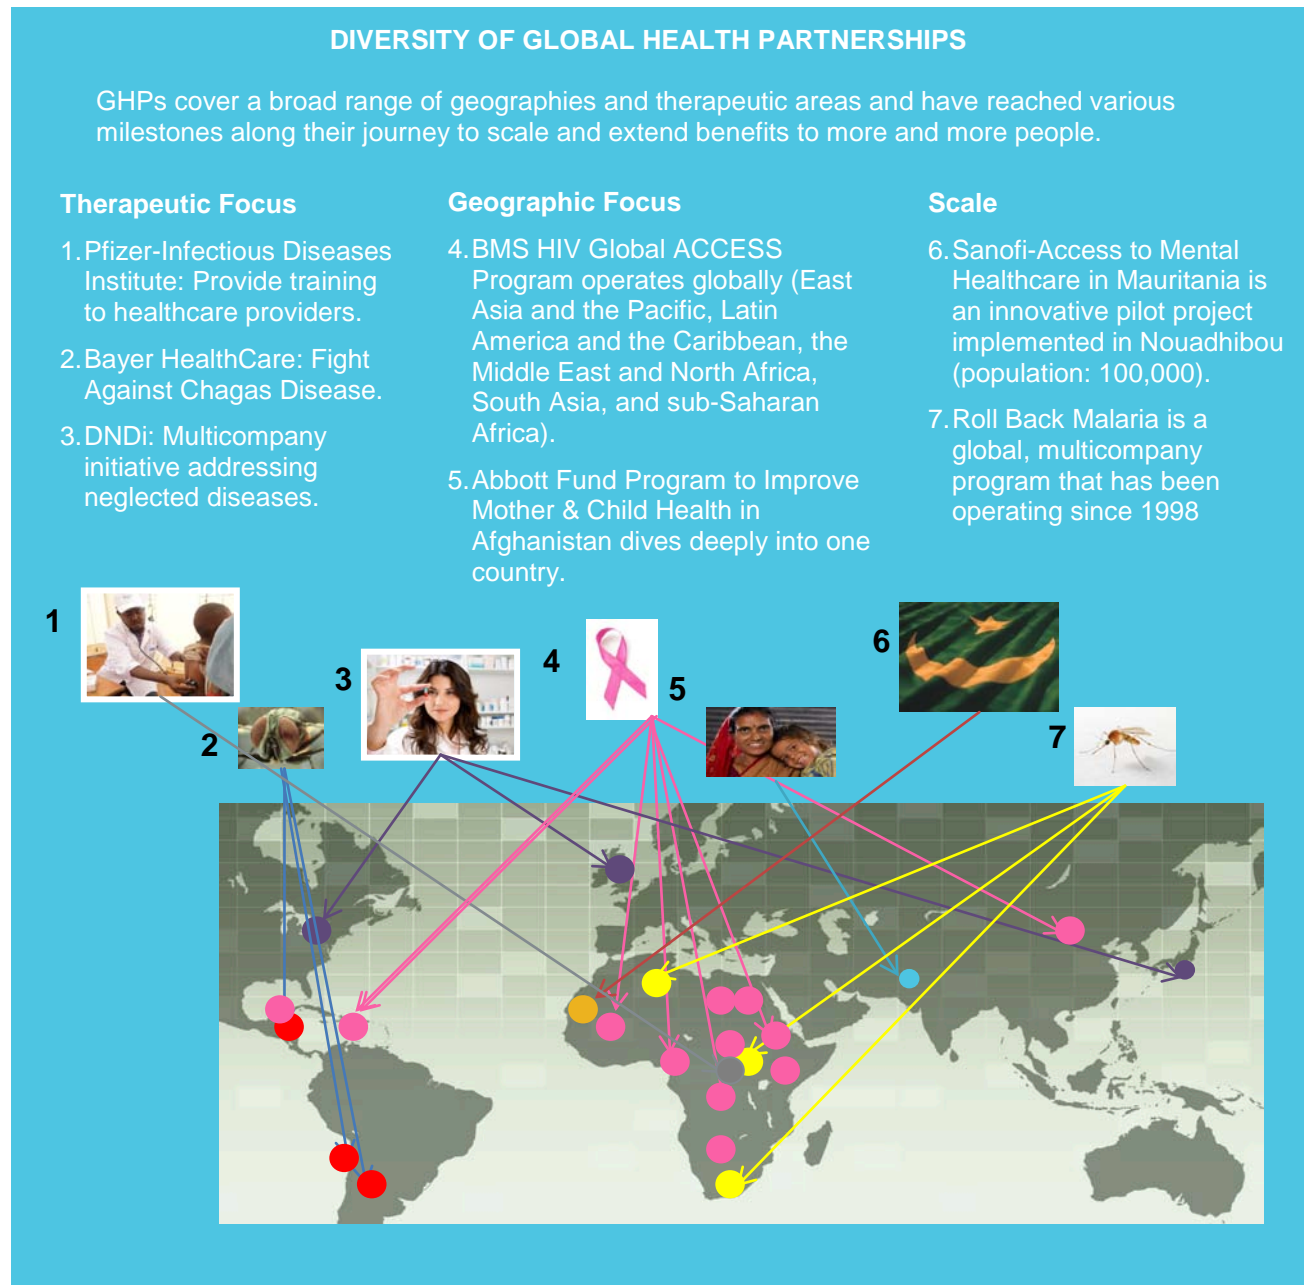 DIVERSITY OF GLOBAL HEALTH PARTNERSHIPS
GHPs cover a broad range of geographies and therapeutic areas and have reached various
milestones along their journey to scale and extend benefits to more and more people.
Therapeutic Focus
1.Pfizer-Infectious Diseases
Institute: Provide training
to healthcare providers.
2.Bayer HealthCare: Fight
Against Chagas Disease.
3.DNDi: Multicompany
initiative addressing
neglected diseases.
Geographic Focus
4.BMS HIV Global ACCESS
Program operates globally (East
Asia and the Pacific, Latin
America and the Caribbean, the
Middle East and North Africa,
South Asia, and sub-Saharan
Africa).
5.Abbott Fund Program to Improve
Mother & Child Health in
Afghanistan dives deeply into one
country.
Scale
6.Sanofi-Access to Mental
Healthcare in Mauritania is
an innovative pilot project
implemented in Nouadhibou
(population: 100,000).
7.Roll Back Malaria is a
global, multicompany
program that has been
operating since 1998
1
2
3
4
5
6
7